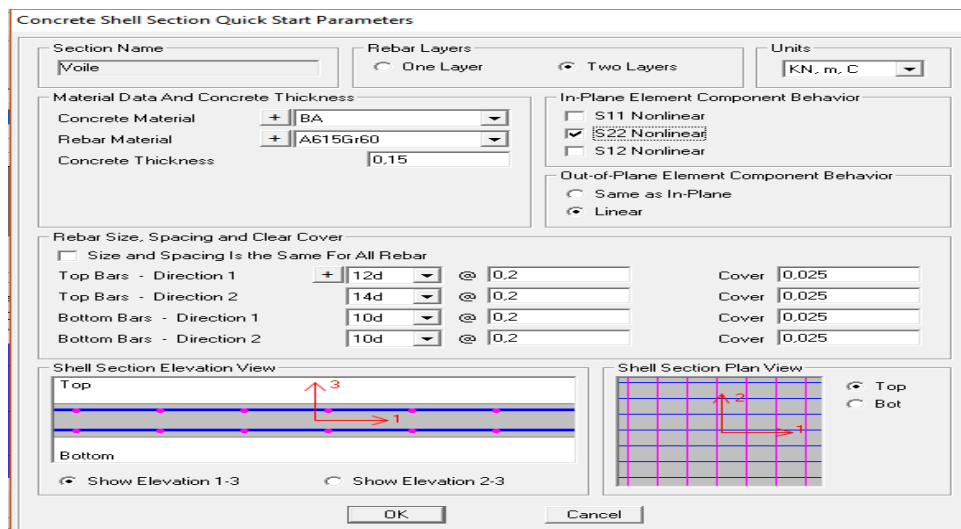 Concrete Shell Section Quick Start Parameters
Section Name
Voile
Rebar Layers
One Layer Two Layers
Units
KN, m, C
Material Data And Concrete Thickness
Concrete Material + BA
Rebar Material + A615Gr60
Concrete Thickness 0,15
In-Plane Element Component Behavior
S11 Nonlinear
S22 Nonlinear
S12 Nonlinear
Out-of-Plane Element Component Behavior
Same as In-Plane
Linear
Rebar Size, Spacing and Clear Cover
Size and Spacing Is the Same For All Rebar
Top Bars - Direction 1 + 12d @ 0,2 Cover 0,025
Top Bars - Direction 2 14d @ 0,2 Cover 0,025
Bottom Bars - Direction 1 10d @ 0,2 Cover 0,025
Bottom Bars - Direction 2 10d @ 0,2 Cover 0,025
Shell Section Elevation View
Top
3
1
Bottom
Show Elevation 1-3 Show Elevation 2-3
Shell Section Plan View
2
1
Top
Bot
OK Cancel